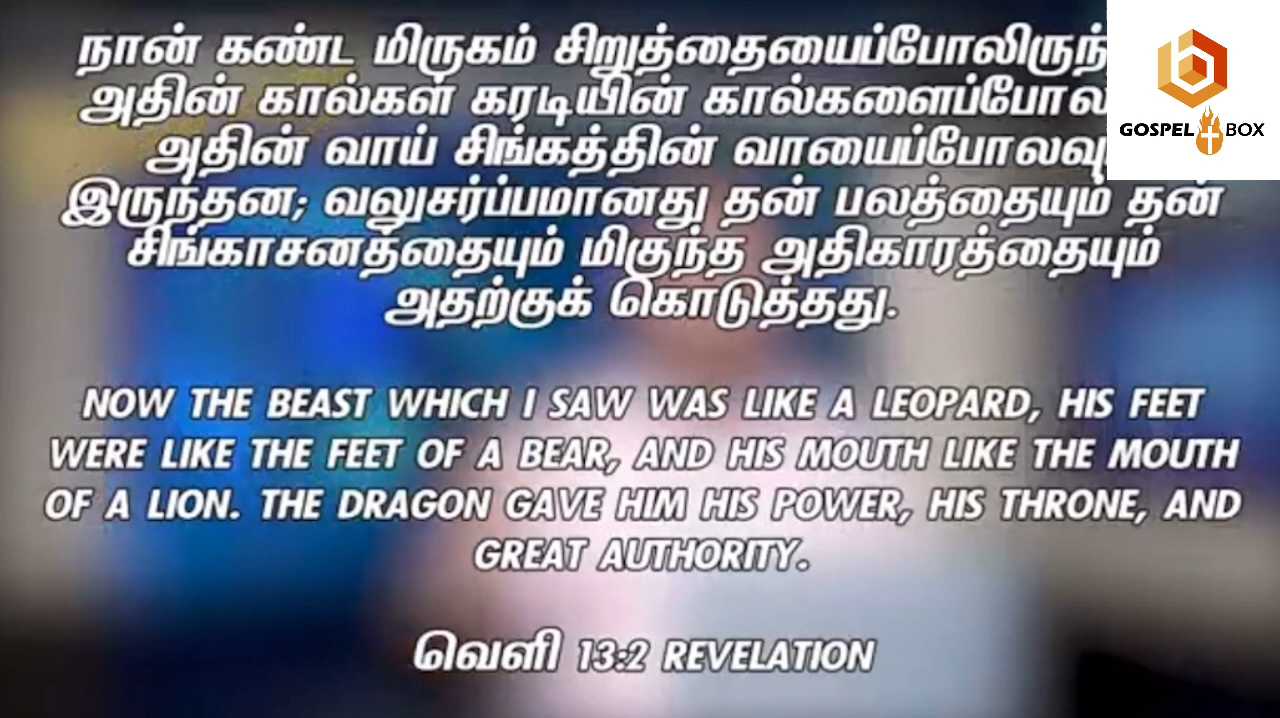 நான் கண்ட மிருகம்
அதின் கால்கள் கரடியின்
அதின் வாய் சிங்கத்தின்
இருந்தன; வலுசர்ப்பமானது தன் பலத்தையும் தன்
சிங்காசனத்தையும் மிகுந்த அதிகாரத்தையும்
அதற்குக் கொடுத்தது.
NOW THE BEAST WHICH I SAW WAS LIKE A LEOPARD, HIS FEET
WERE LIKE THE FEET OF A BEAR, AND HIS MOUTH LIKE THE MOUTH
OF A LION. THE DRAGON GAVE HIM HIS POWER, HIS THRONE, AND
GREAT AUTHORITY.
வெளி 13:2 REVELATION
GOSPEL BOX